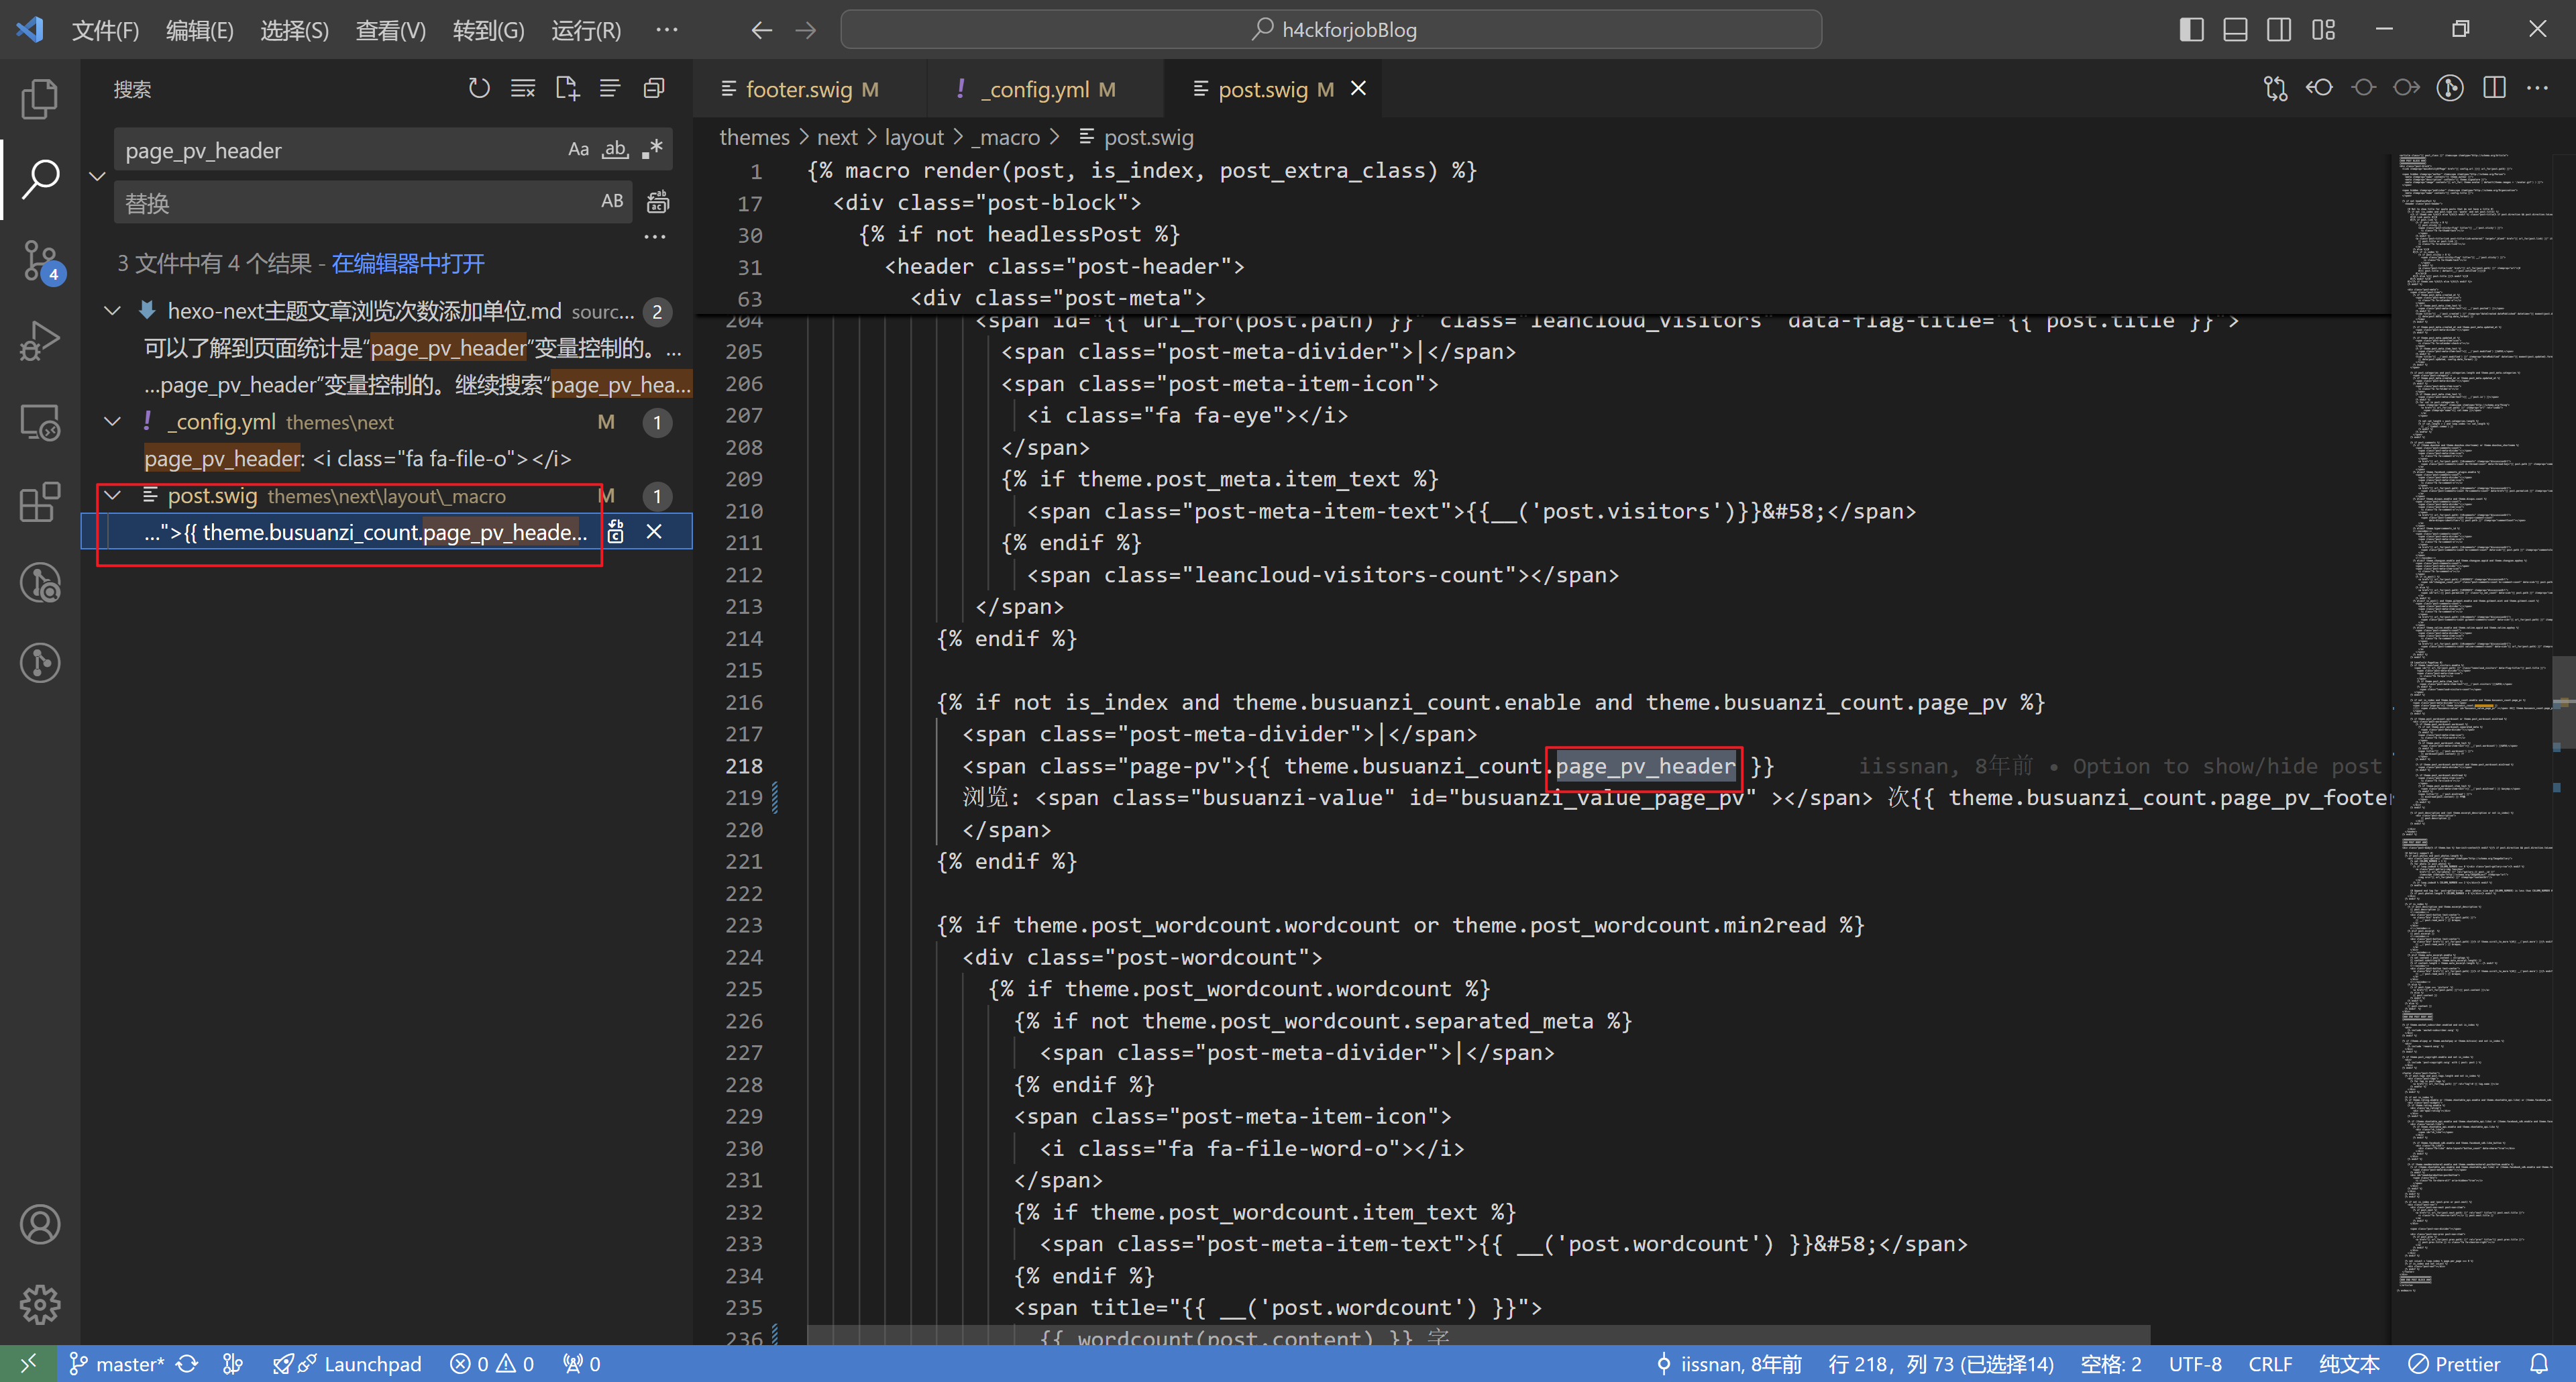 文件(F) 编辑(E) 选择(S) 查看(V) 转到(G) 运行(R) ··· h4ckforjobBlog
搜索
page_pv_header Aa ab
替换 AB
3 文件中有 4 个结果 - 在编辑器中打开
hexo-next主题文章浏览次数添加单位.md sourc... 2
可以了解到页面统计是“page_pv_header”变量控制的。...
...page_pv_header”变量控制的。继续搜索“page_pv_hea...
_config.yml themes\next M 1
page_pv_header: <i class="fa fa-file-o"></i>
post.swig themes\next\layout\_macro M 1
...">{{ theme.busuanzi_count.page_pv_heade...
footer.swig M ! _config.yml M post.swig M
themes > next > layout > _macro > post.swig
1 {% macro render(post, is_index, post_extra_class) %}
17 <div class="post-block">
30 {% if not headlessPost %}
31 <header class="post-header">
63 <div class="post-meta">
204 <span id="{{ url_for(post.path) }}" class="leancloud_visitors" data-flag-title="{{ post.title }}">
205 <span class="post-meta-divider">|</span>
206 <span class="post-meta-item-icon">
207 <i class="fa fa-eye"></i>
208 </span>
209 {% if theme.post_meta.item_text %}
210 <span class="post-meta-item-text">{{__('post.visitors')}}&#58;</span>
211 {% endif %}
212 <span class="leancloud-visitors-count"></span>
213 </span>
214 {% endif %}
215
216 {% if not is_index and theme.busuanzi_count.enable and theme.busuanzi_count.page_pv %}
217 <span class="post-meta-divider">|</span>
218 <span class="page-pv">{{ theme.busuanzi_count.page_pv_header }} iissnan, 8年前 • Option to show/hide post
219 浏览: <span class="busuanzi-value" id="busuanzi_value_page_pv" ></span> 次{{ theme.busuanzi_count.page_pv_footer
220 </span>
221 {% endif %}
222
223 {% if theme.post_wordcount.wordcount or theme.post_wordcount.min2read %}
224 <div class="post-wordcount">
225 {% if theme.post_wordcount.wordcount %}
226 {% if not theme.post_wordcount.separated_meta %}
227 <span class="post-meta-divider">|</span>
228 {% endif %}
229 <span class="post-meta-item-icon">
230 <i class="fa fa-file-word-o"></i>
231 </span>
232 {% if theme.post_wordcount.item_text %}
233 <span class="post-meta-item-text">{{ __('post.wordcount') }}&#58;</span>
234 {% endif %}
235 <span title="{{ __('post.wordcount') }}">
236 {{ wordcount(post.content) }} 字
4
master* Launchpad 0 0 0 iissnan, 8年前 行 218, 列 73 (已选择14) 空格: 2 UTF-8 CRLF 纯文本 Prettier